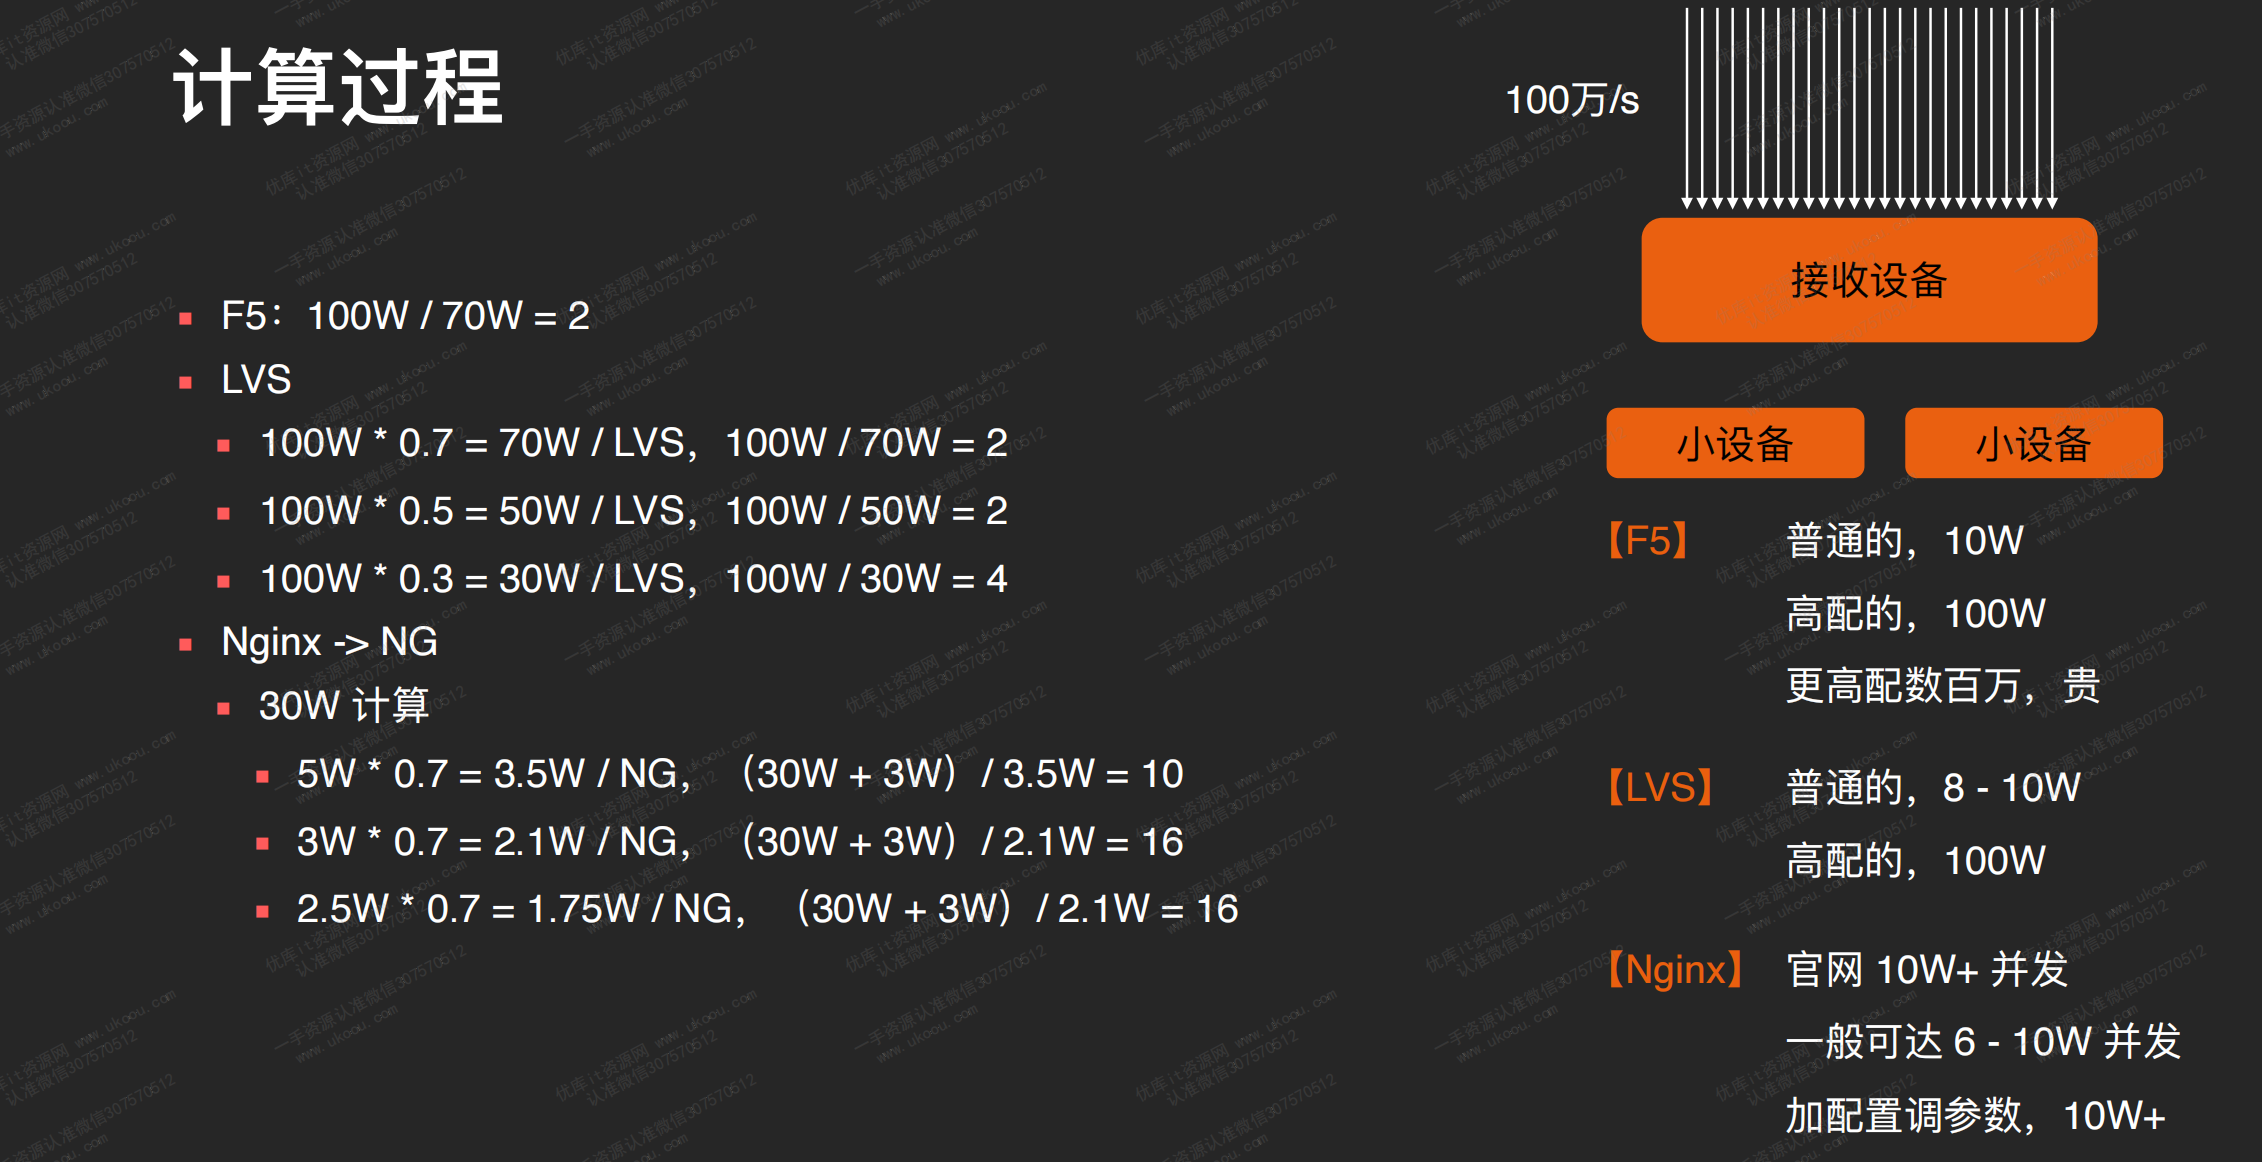 计算过程
F5：100W / 70W = 2
LVS
100W * 0.7 = 70W / LVS，100W / 70W = 2
100W * 0.5 = 50W / LVS，100W / 50W = 2
100W * 0.3 = 30W / LVS，100W / 30W = 4
Nginx -> NG
30W 计算
5W * 0.7 = 3.5W / NG，（30W + 3W）/ 3.5W = 10
3W * 0.7 = 2.1W / NG，（30W + 3W）/ 2.1W = 16
2.5W * 0.7 = 1.75W / NG，（30W + 3W）/ 2.1W = 16
100万/s
接收设备
小设备
小设备
【F5】 普通的，10W
高配的，100W
更高配数百万，贵
【LVS】 普通的，8 - 10W
高配的，100W
【Nginx】 官网 10W+ 并发
一般可达 6 - 10W 并发
加配置调参数，10W+
优库it资源网 www.ukoou.com
认准微信307570512
一手资源认准微信307570512
www.ukoou.com